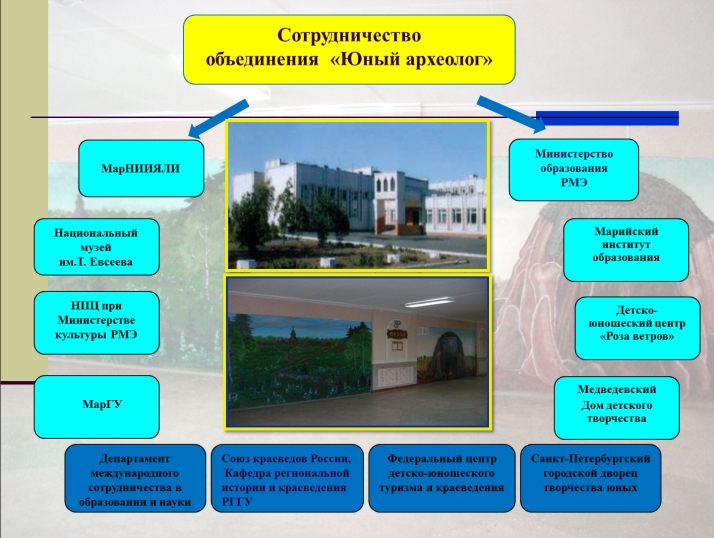 Сотрудничество
объединения «Юный археолог»
МарНИИЯЛИ
Министерство
образования
РМЭ
Национальный
музей
им.Т. Евсеева
Марийский
институт
образования
НПЦ при
Министерстве
культуры РМЭ
Детско-
юношеский центр
«Роза ветров»
МарГУ
Медведевский
Дом детского
творчества
Департамент
международного
сотрудничества в
образовании и науки
Союз краеведов России,
Кафедра региональной
истории и краеведения
РГГУ
Федеральный центр
детско-юношеского
туризма и краеведения
Санкт-Петербургский
городской дворец
творчества юных